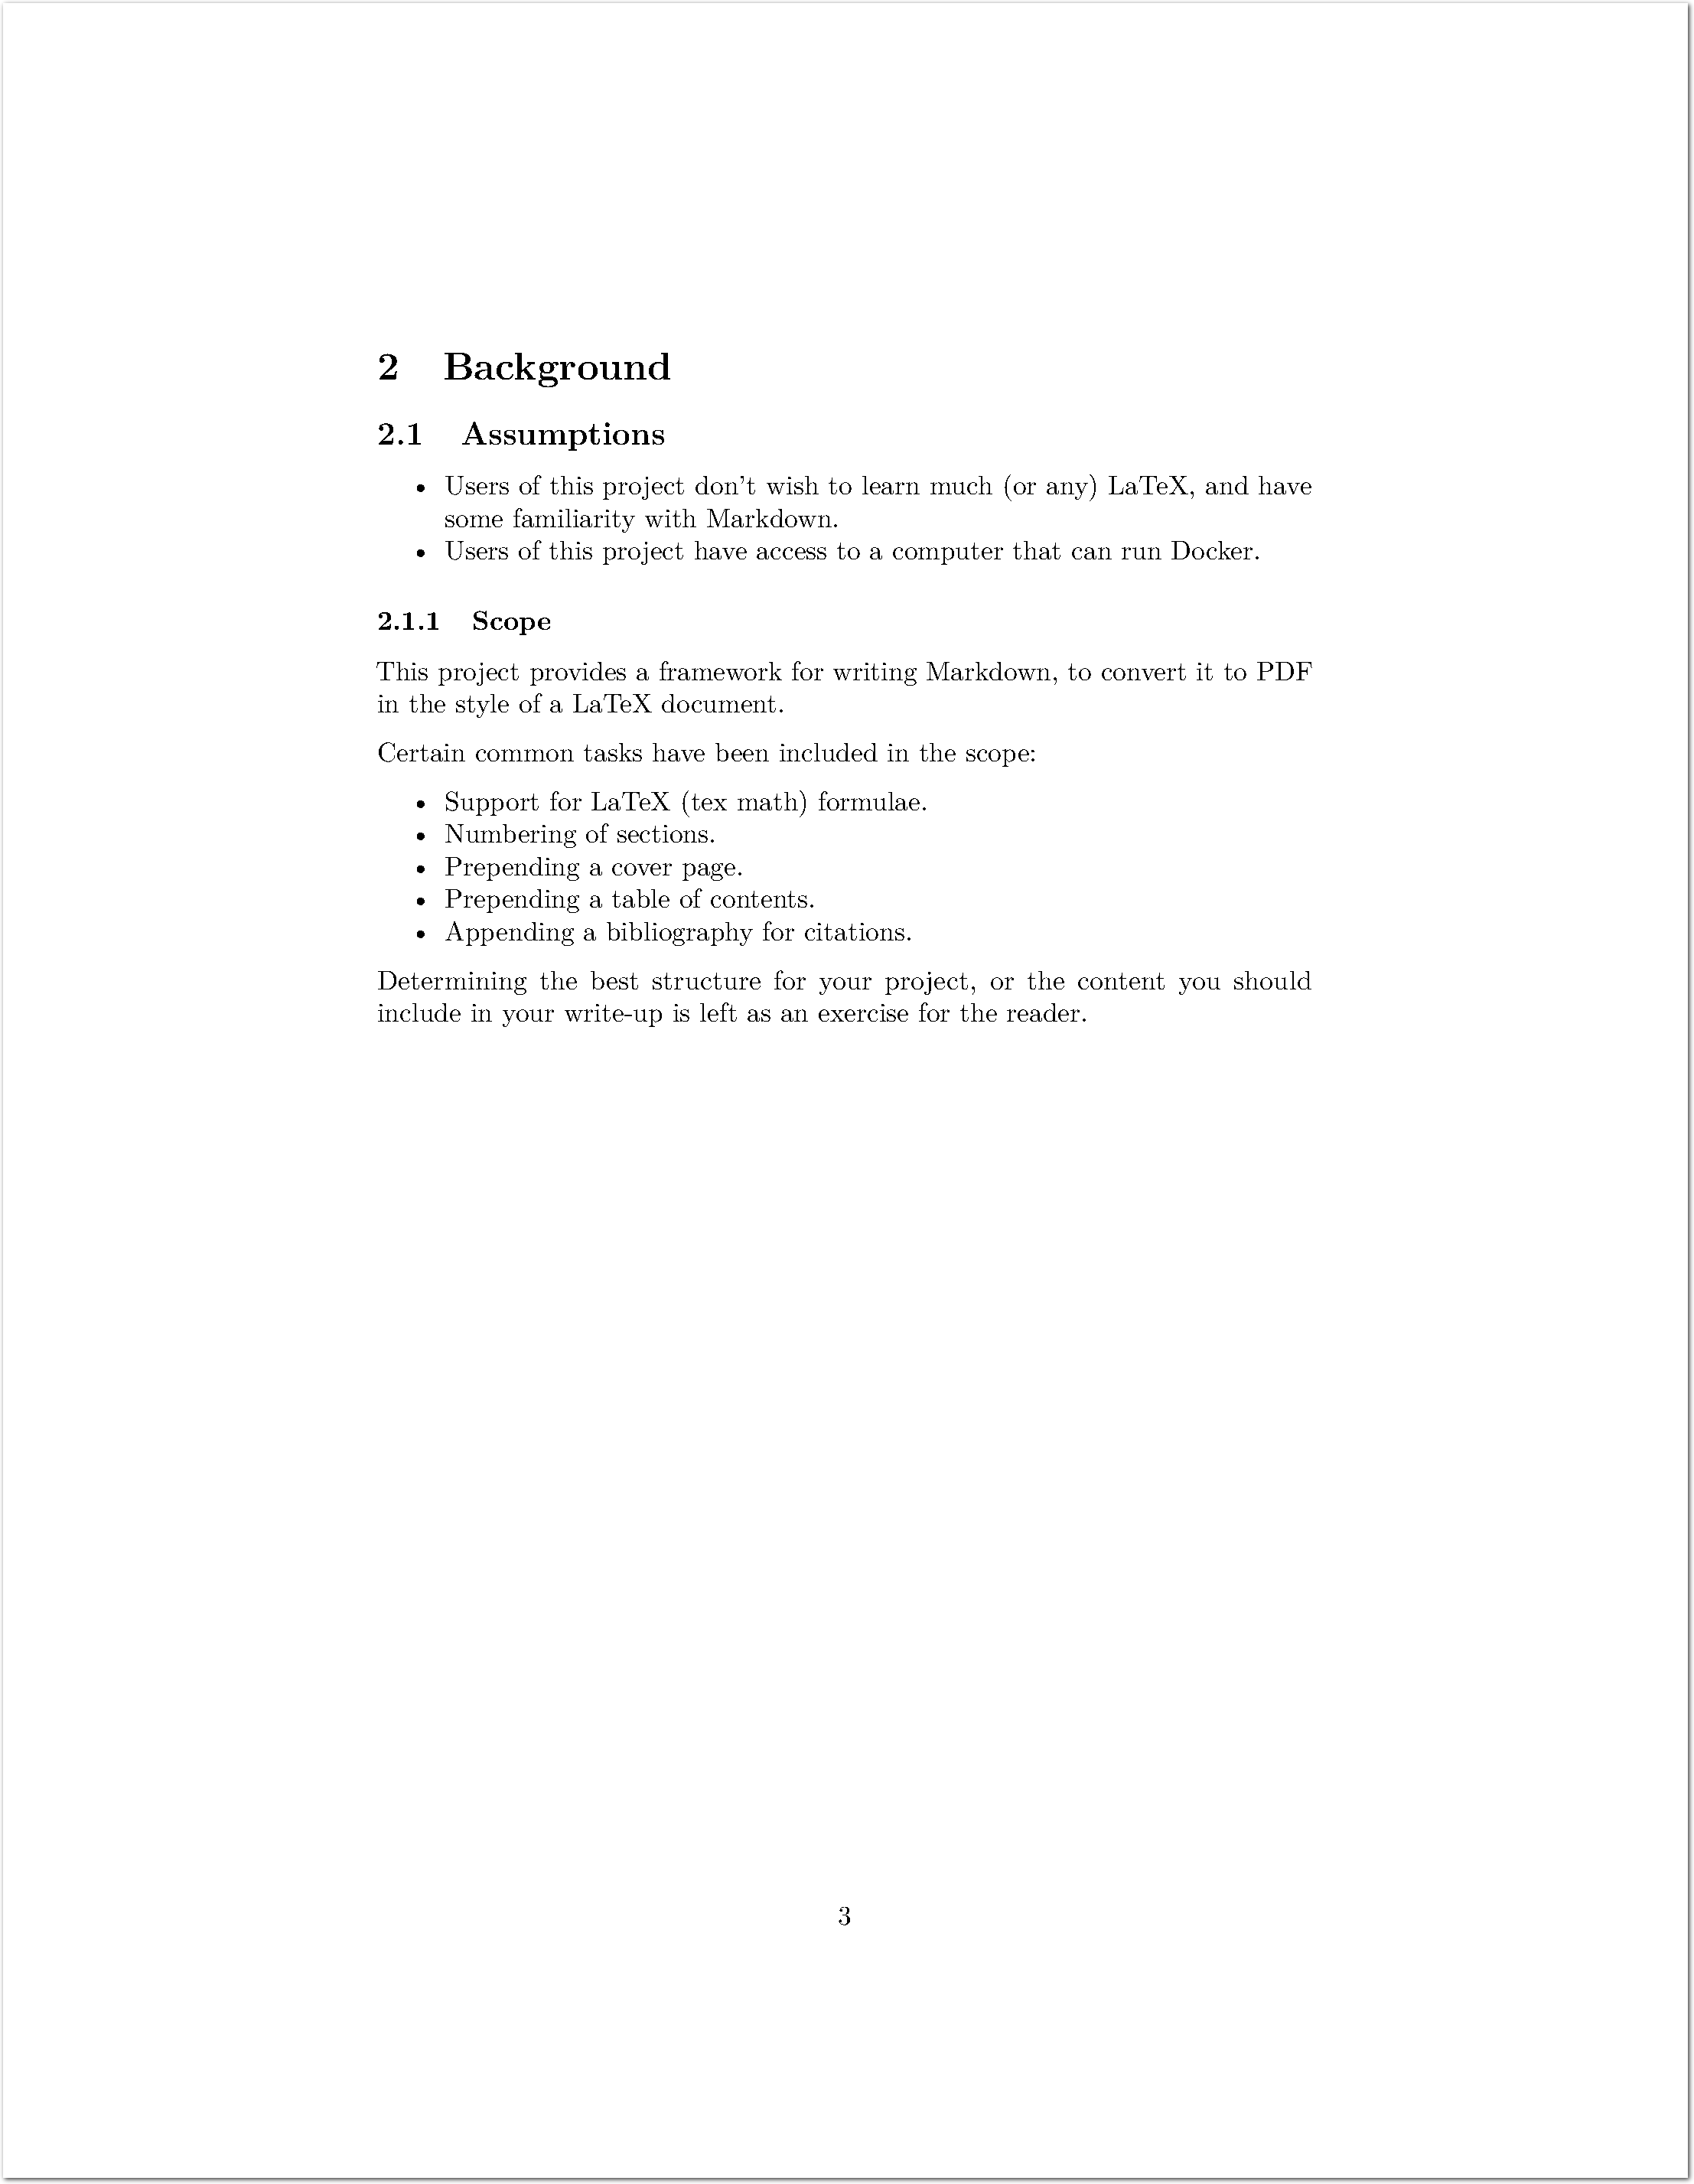 2 Background
2.1 Assumptions
• Users of this project don't wish to learn much (or any) LaTeX, and have
some familiarity with Markdown.
• Users of this project have access to a computer that can run Docker.
2.1.1 Scope
This project provides a framework for writing Markdown, to convert it to PDF
in the style of a LaTeX document.
Certain common tasks have been included in the scope:
• Support for LaTeX (tex math) formulae.
• Numbering of sections.
• Prepending a cover page.
• Prepending a table of contents.
• Appending a bibliography for citations.
Determining the best structure for your project, or the content you should
include in your write-up is left as an exercise for the reader.
3